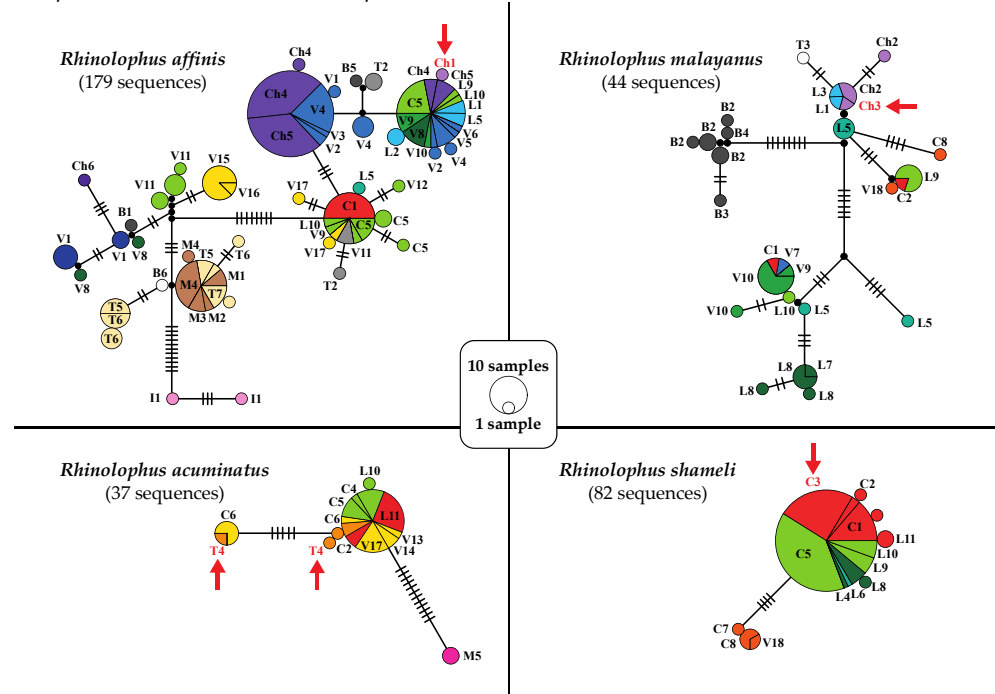 Rhinolophus affinis
(179 sequences)
Ch4
Ch4
Ch5
V1
V4
V3
V2
B5
T2
V4
Ch1
Ch4
Ch5
L9
L10
L1
L5
V6
V5
V4
V2
V10
V8
V9
C5
L2
Ch6
V11
V11
V15
V16
B1
V8
V1
V1
V8
V17
L5
V12
C1
C5
C5
C5
L10
V9
V17
V11
T2
M4
T5
T6
M1
M4
T7
M3
M2
B6
T5
T6
T6
I1
I1
Rhinolophus malayanus
(44 sequences)
T3
Ch2
L3
Ch2
L1
Ch3
L5
B2
B2
B4
B2
B2
B3
C8
L9
V18
C2
C1
V7
V9
V10
V10
L10
L5
L5
L8
L7
L8
L8
10 samples
1 sample
Rhinolophus acuminatus
(37 sequences)
L10
C4
C5
C6
L11
C6
T4
T4
C2
V17
V13
V14
M5
Rhinolophus shameli
(82 sequences)
C3
C2
C1
C5
L11
L10
L9
L8
L6
L4
C7
C8
V18